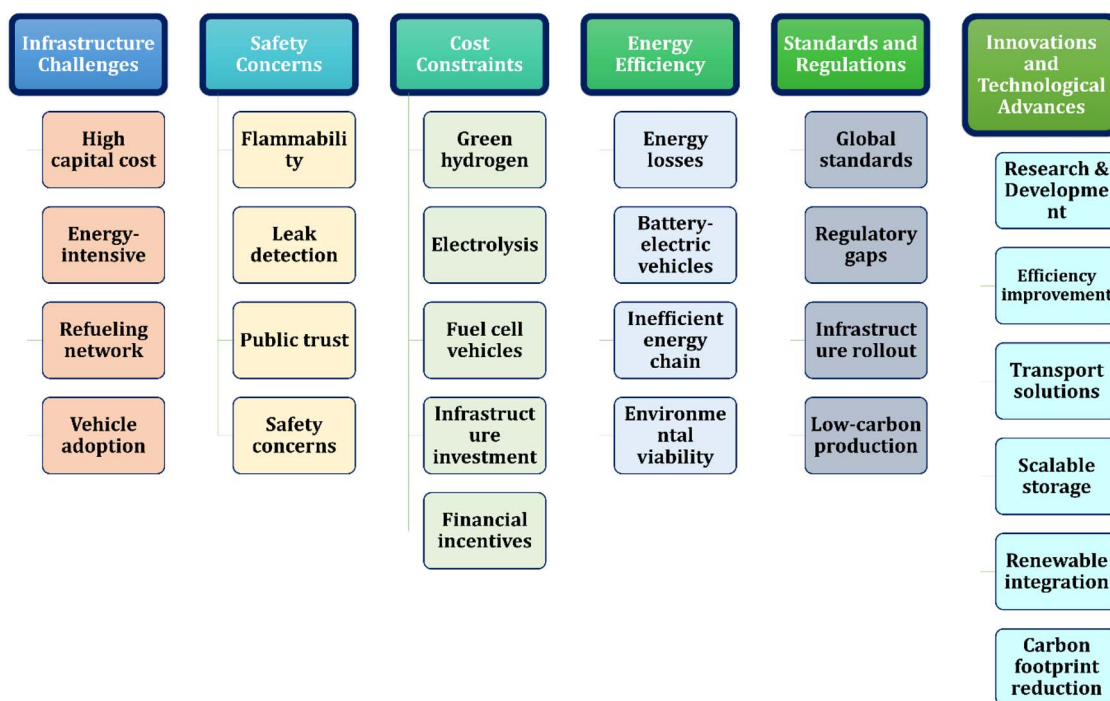 Infrastructure
Challenges
High
capital cost
Energy-
intensive
Refueling
network
Vehicle
adoption
Safety
Concerns
Flammabili
ty
Leak
detection
Public trust
Safety
concerns
Cost
Constraints
Green
hydrogen
Electrolysis
Fuel cell
vehicles
Infrastruct
ure
investment
Financial
incentives
Energy
Efficiency
Energy
losses
Battery-
electric
vehicles
Inefficient
energy
chain
Environme
ntal
viability
Standards and
Regulations
Global
standards
Regulatory
gaps
Infrastruct
ure rollout
Low-carbon
production
Innovations
and
Technological
Advances
Research &
Developme
nt
Efficiency
improvement
Transport
solutions
Scalable
storage
Renewable
integration
Carbon
footprint
reduction